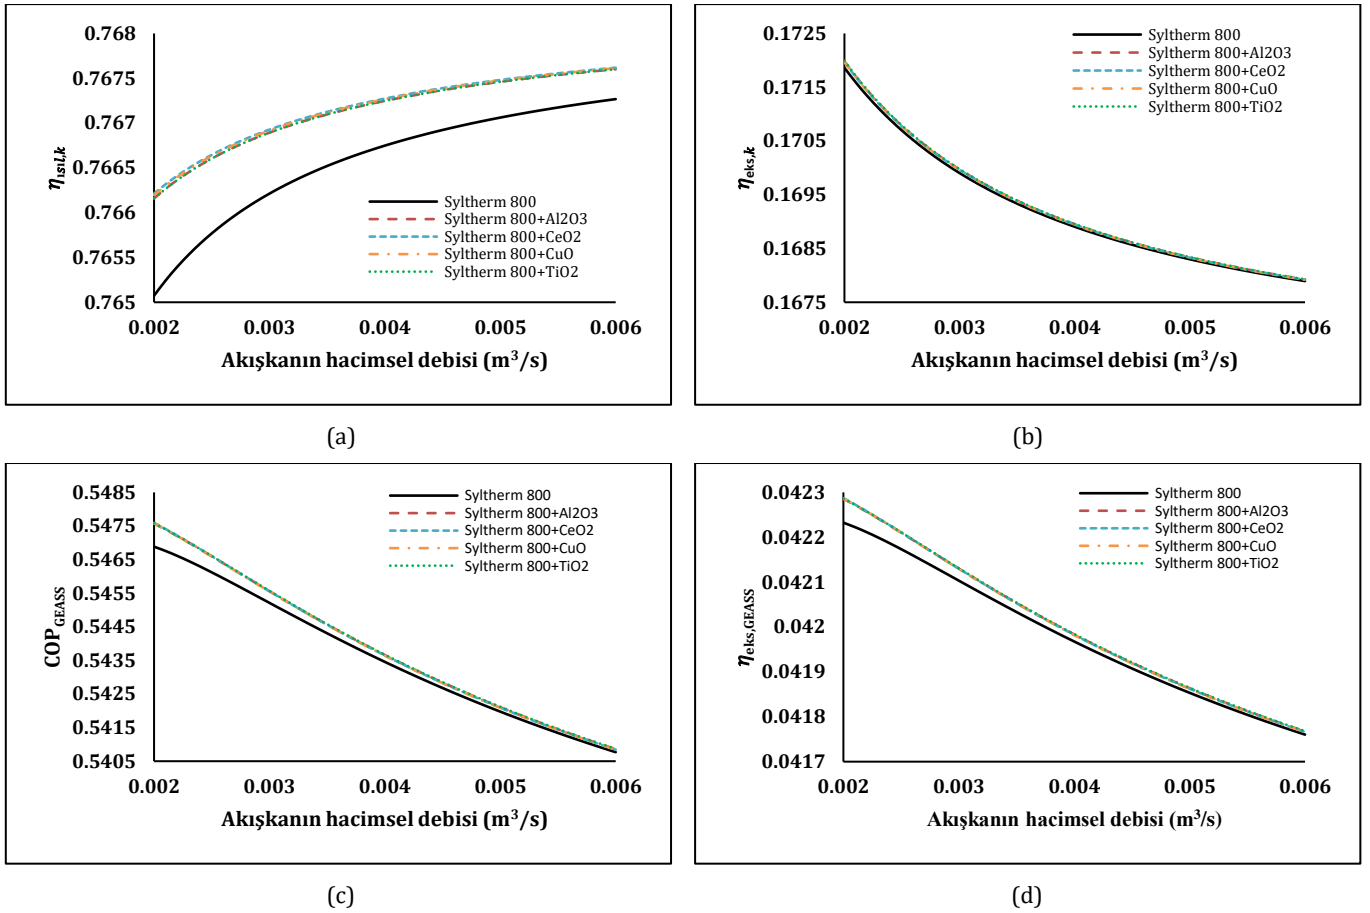 0.768
0.7675
0.767
0.7665
0.766
0.7655
0.765
η_ısıl,k
Syltherm 800
Syltherm 800+Al2O3
Syltherm 800+CeO2
Syltherm 800+CuO
Syltherm 800+TiO2
0.002 0.003 0.004 0.005 0.006
Akışkanın hacimsel debisi (m³/s)
(a)
0.1725
0.1715
0.1705
0.1695
0.1685
0.1675
η_eks,k
Syltherm 800
Syltherm 800+Al2O3
Syltherm 800+CeO2
Syltherm 800+CuO
Syltherm 800+TiO2
0.002 0.003 0.004 0.005 0.006
Akışkanın hacimsel debisi (m³/s)
(b)
0.5485
0.5475
0.5465
0.5455
0.5445
0.5435
0.5425
0.5415
0.5405
COP_GEASS
Syltherm 800
Syltherm 800+Al2O3
Syltherm 800+CeO2
Syltherm 800+CuO
Syltherm 800+TiO2
0.002 0.003 0.004 0.005 0.006
Akışkanın hacimsel debisi (m³/s)
(c)
0.0423
0.0422
0.0421
0.042
0.0419
0.0418
0.0417
η_eks,GEASS
Syltherm 800
Syltherm 800+Al2O3
Syltherm 800+CeO2
Syltherm 800+CuO
Syltherm 800+TiO2
0.002 0.003 0.004 0.005 0.006
Akışkanın hacimsel debisi (m³/s)
(d)